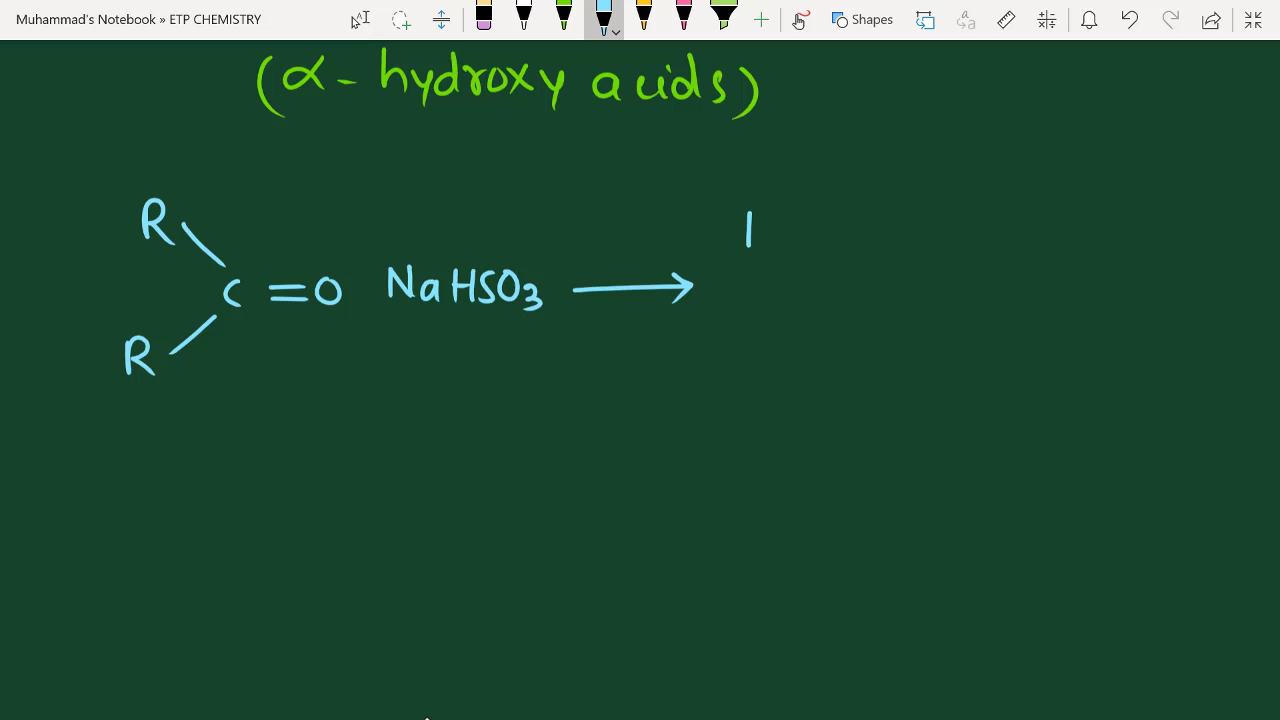 Muhammad's Notebook » ETP CHEMISTRY
Shapes
(α - hydroxy acids)
R
C = O NaHSO3 ⟶
R